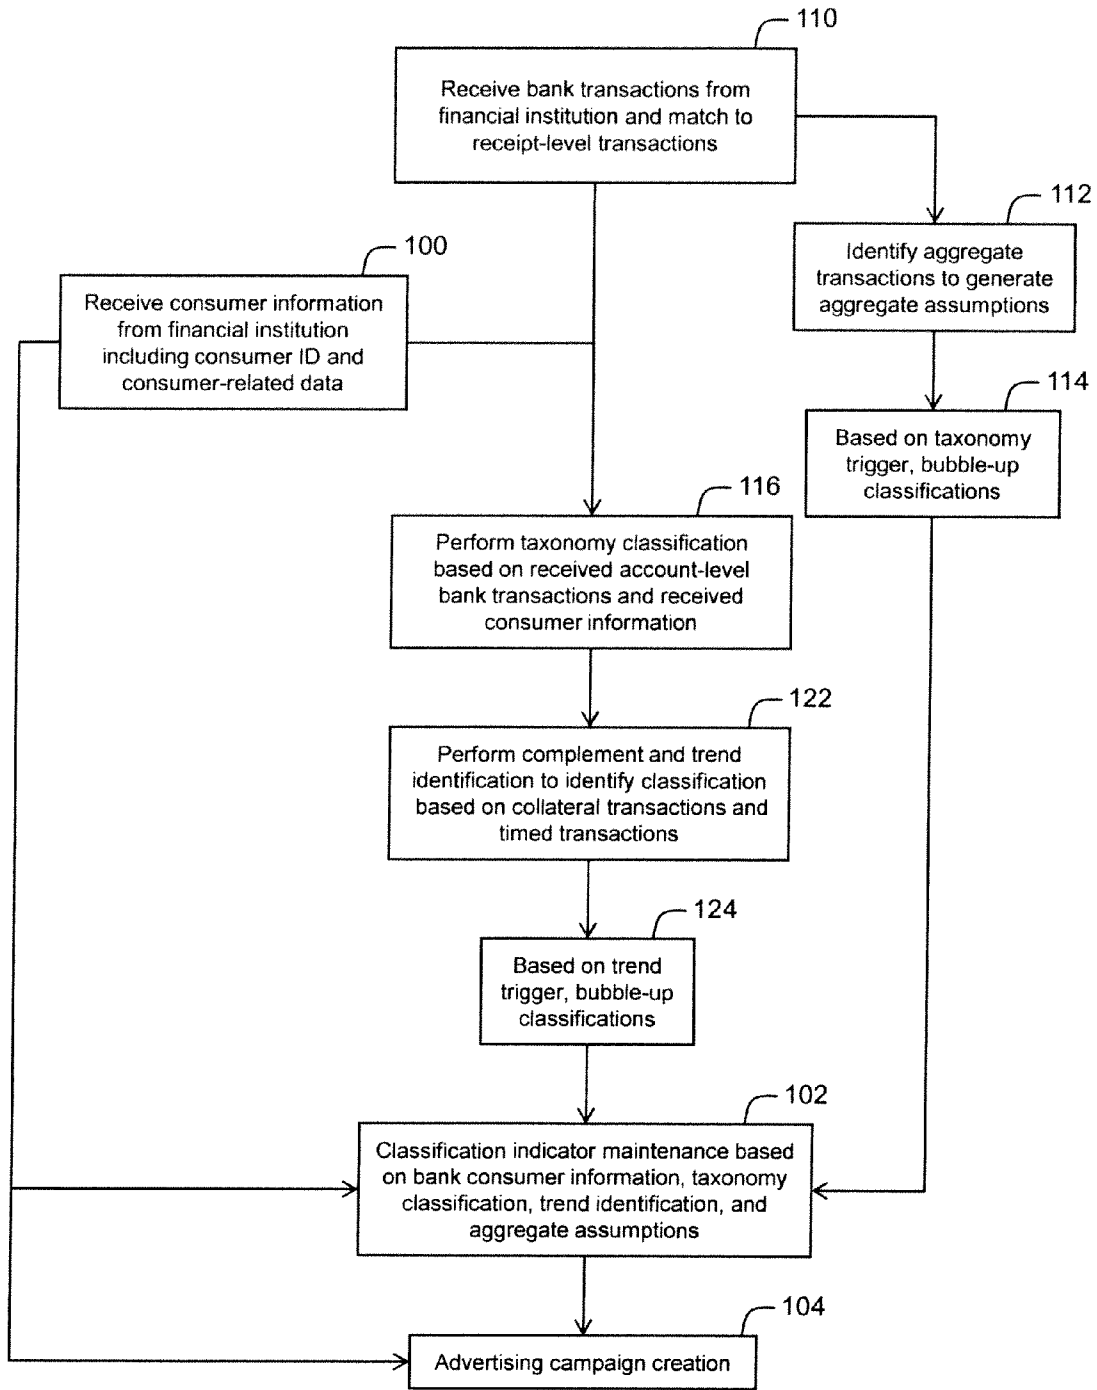 110
Receive bank transactions from
financial institution and match to
receipt-level transactions
112
Identify aggregate
transactions to generate
aggregate assumptions
100
Receive consumer information
from financial institution
including consumer ID and
consumer-related data
114
Based on taxonomy
trigger, bubble-up
classifications
116
Perform taxonomy classification
based on received account-level
bank transactions and received
consumer information
122
Perform complement and trend
identification to identify classification
based on collateral transactions and
timed transactions
124
Based on trend
trigger, bubble-up
classifications
102
Classification indicator maintenance based
on bank consumer information, taxonomy
classification, trend identification, and
aggregate assumptions
104
Advertising campaign creation